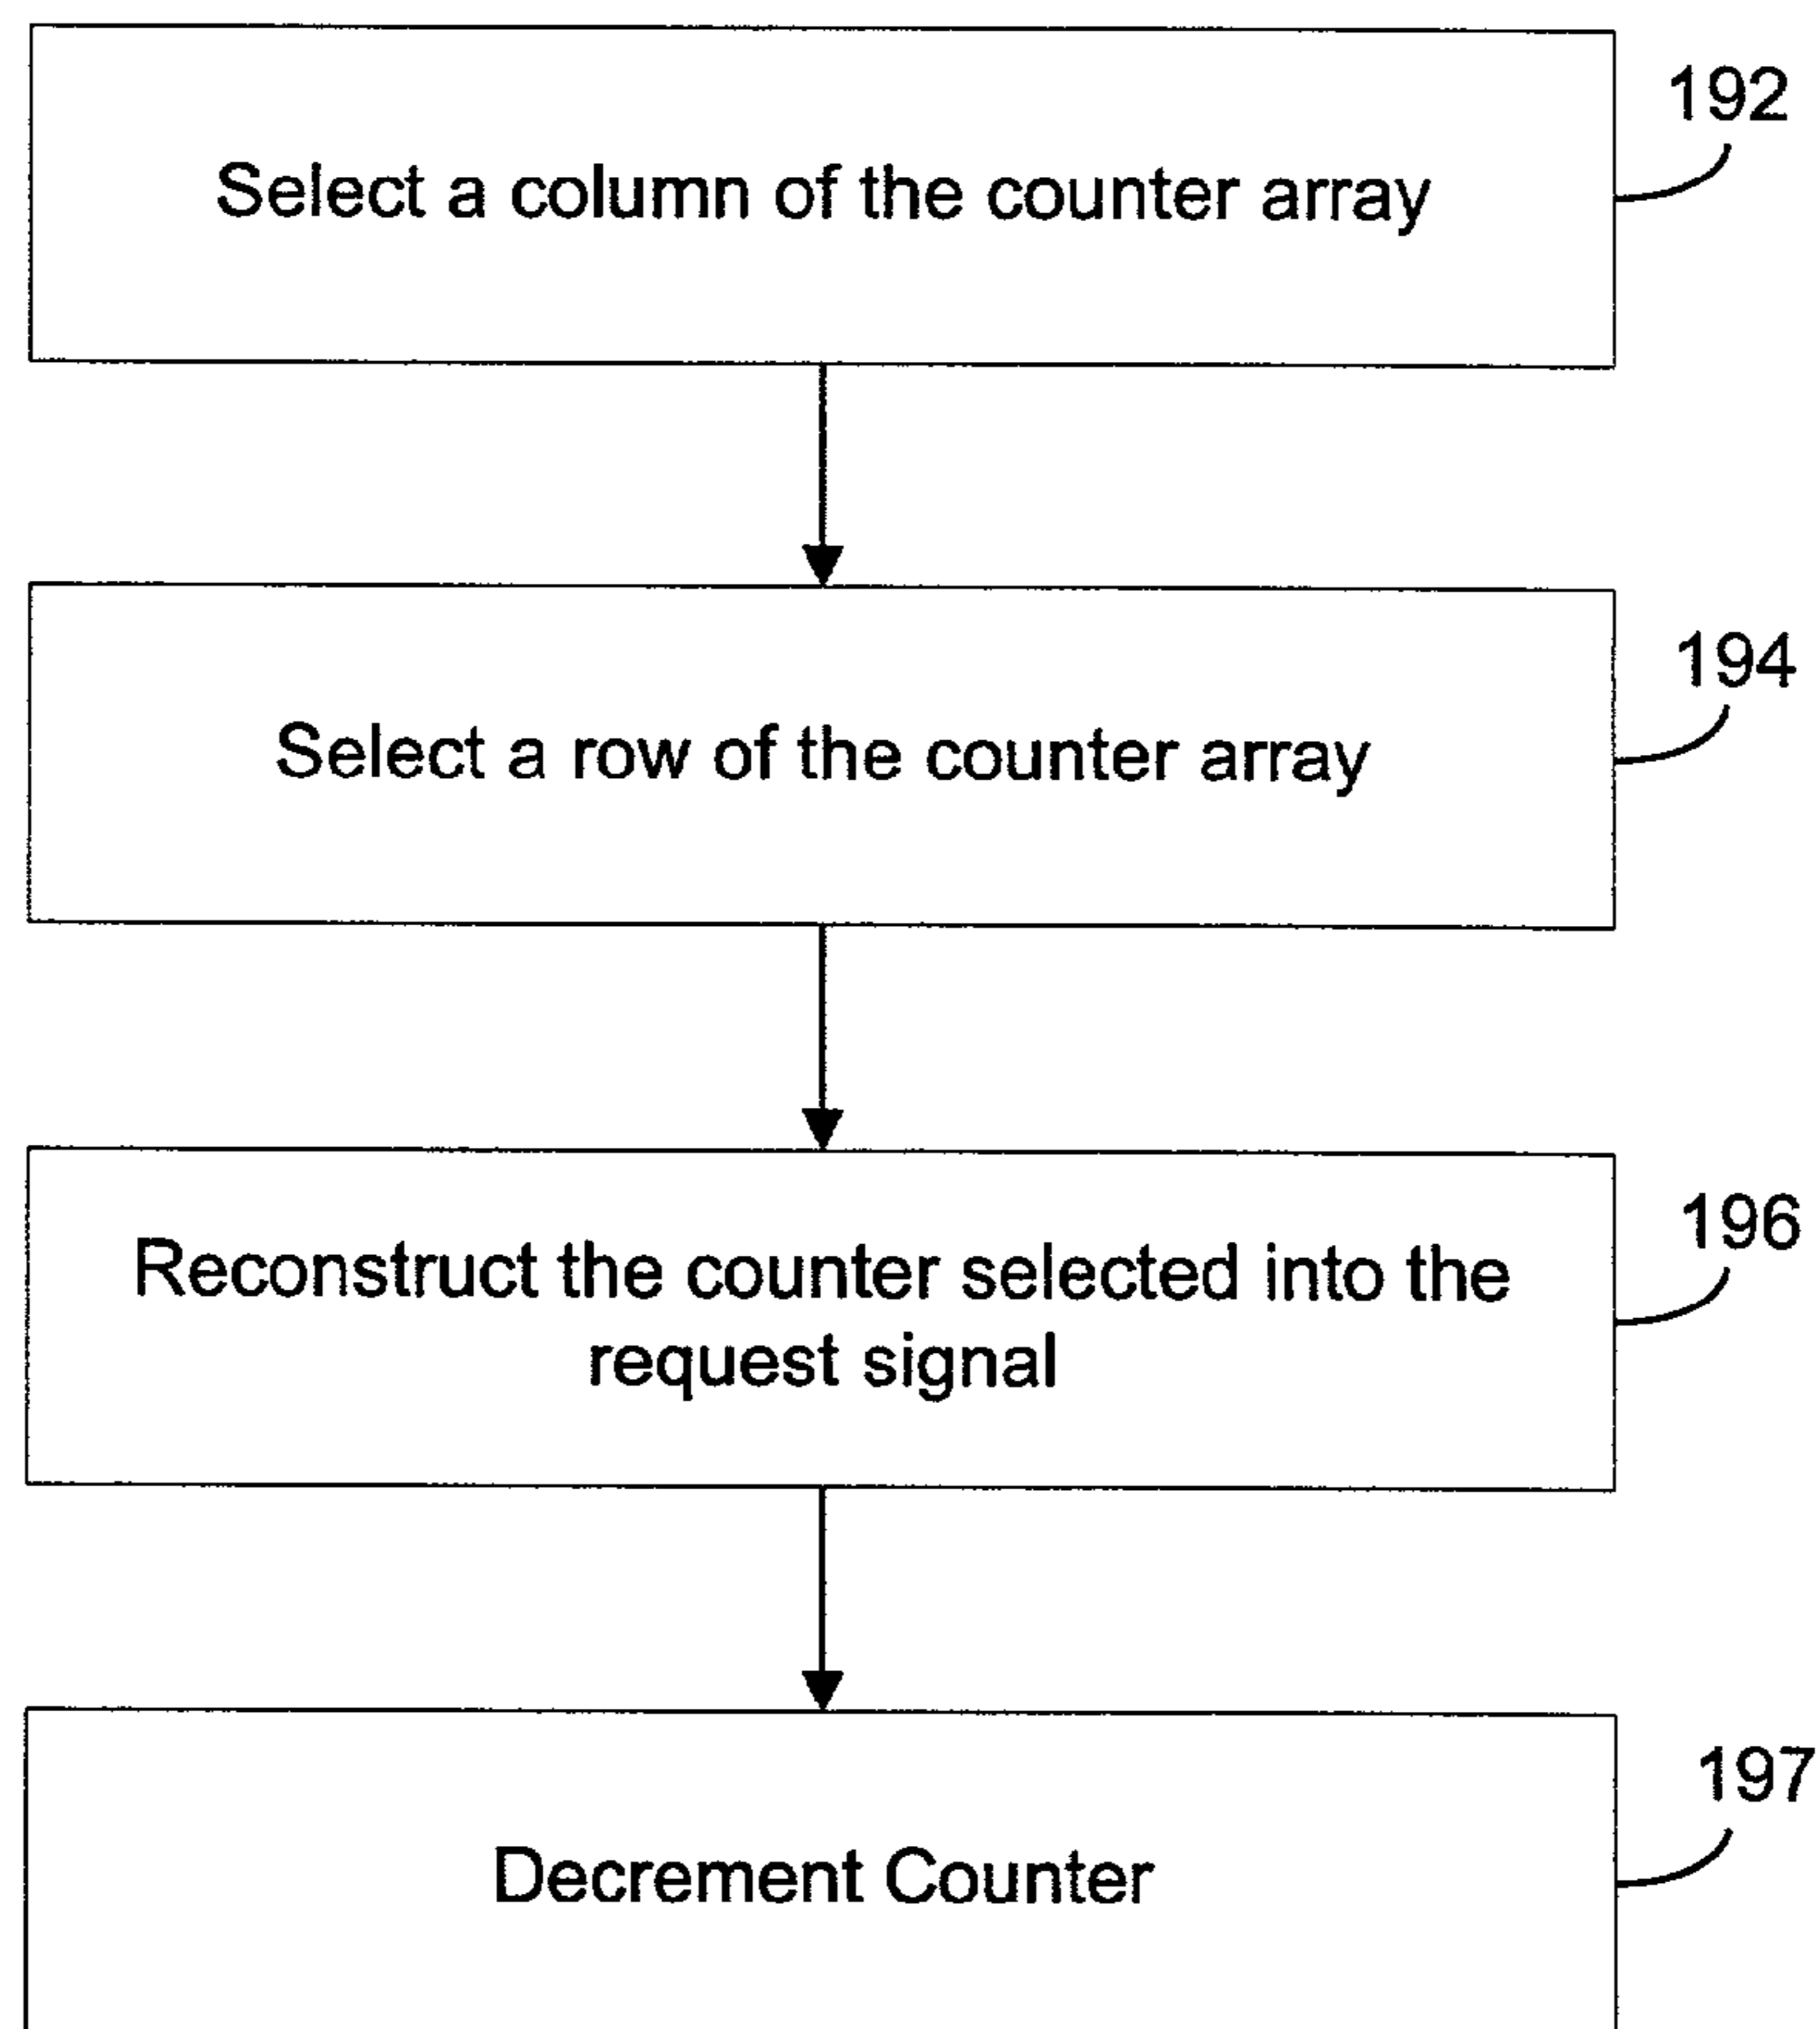 192
Select a column of the counter array
194
Select a row of the counter array
196
Reconstruct the counter selected into the
request signal
197
Decrement Counter